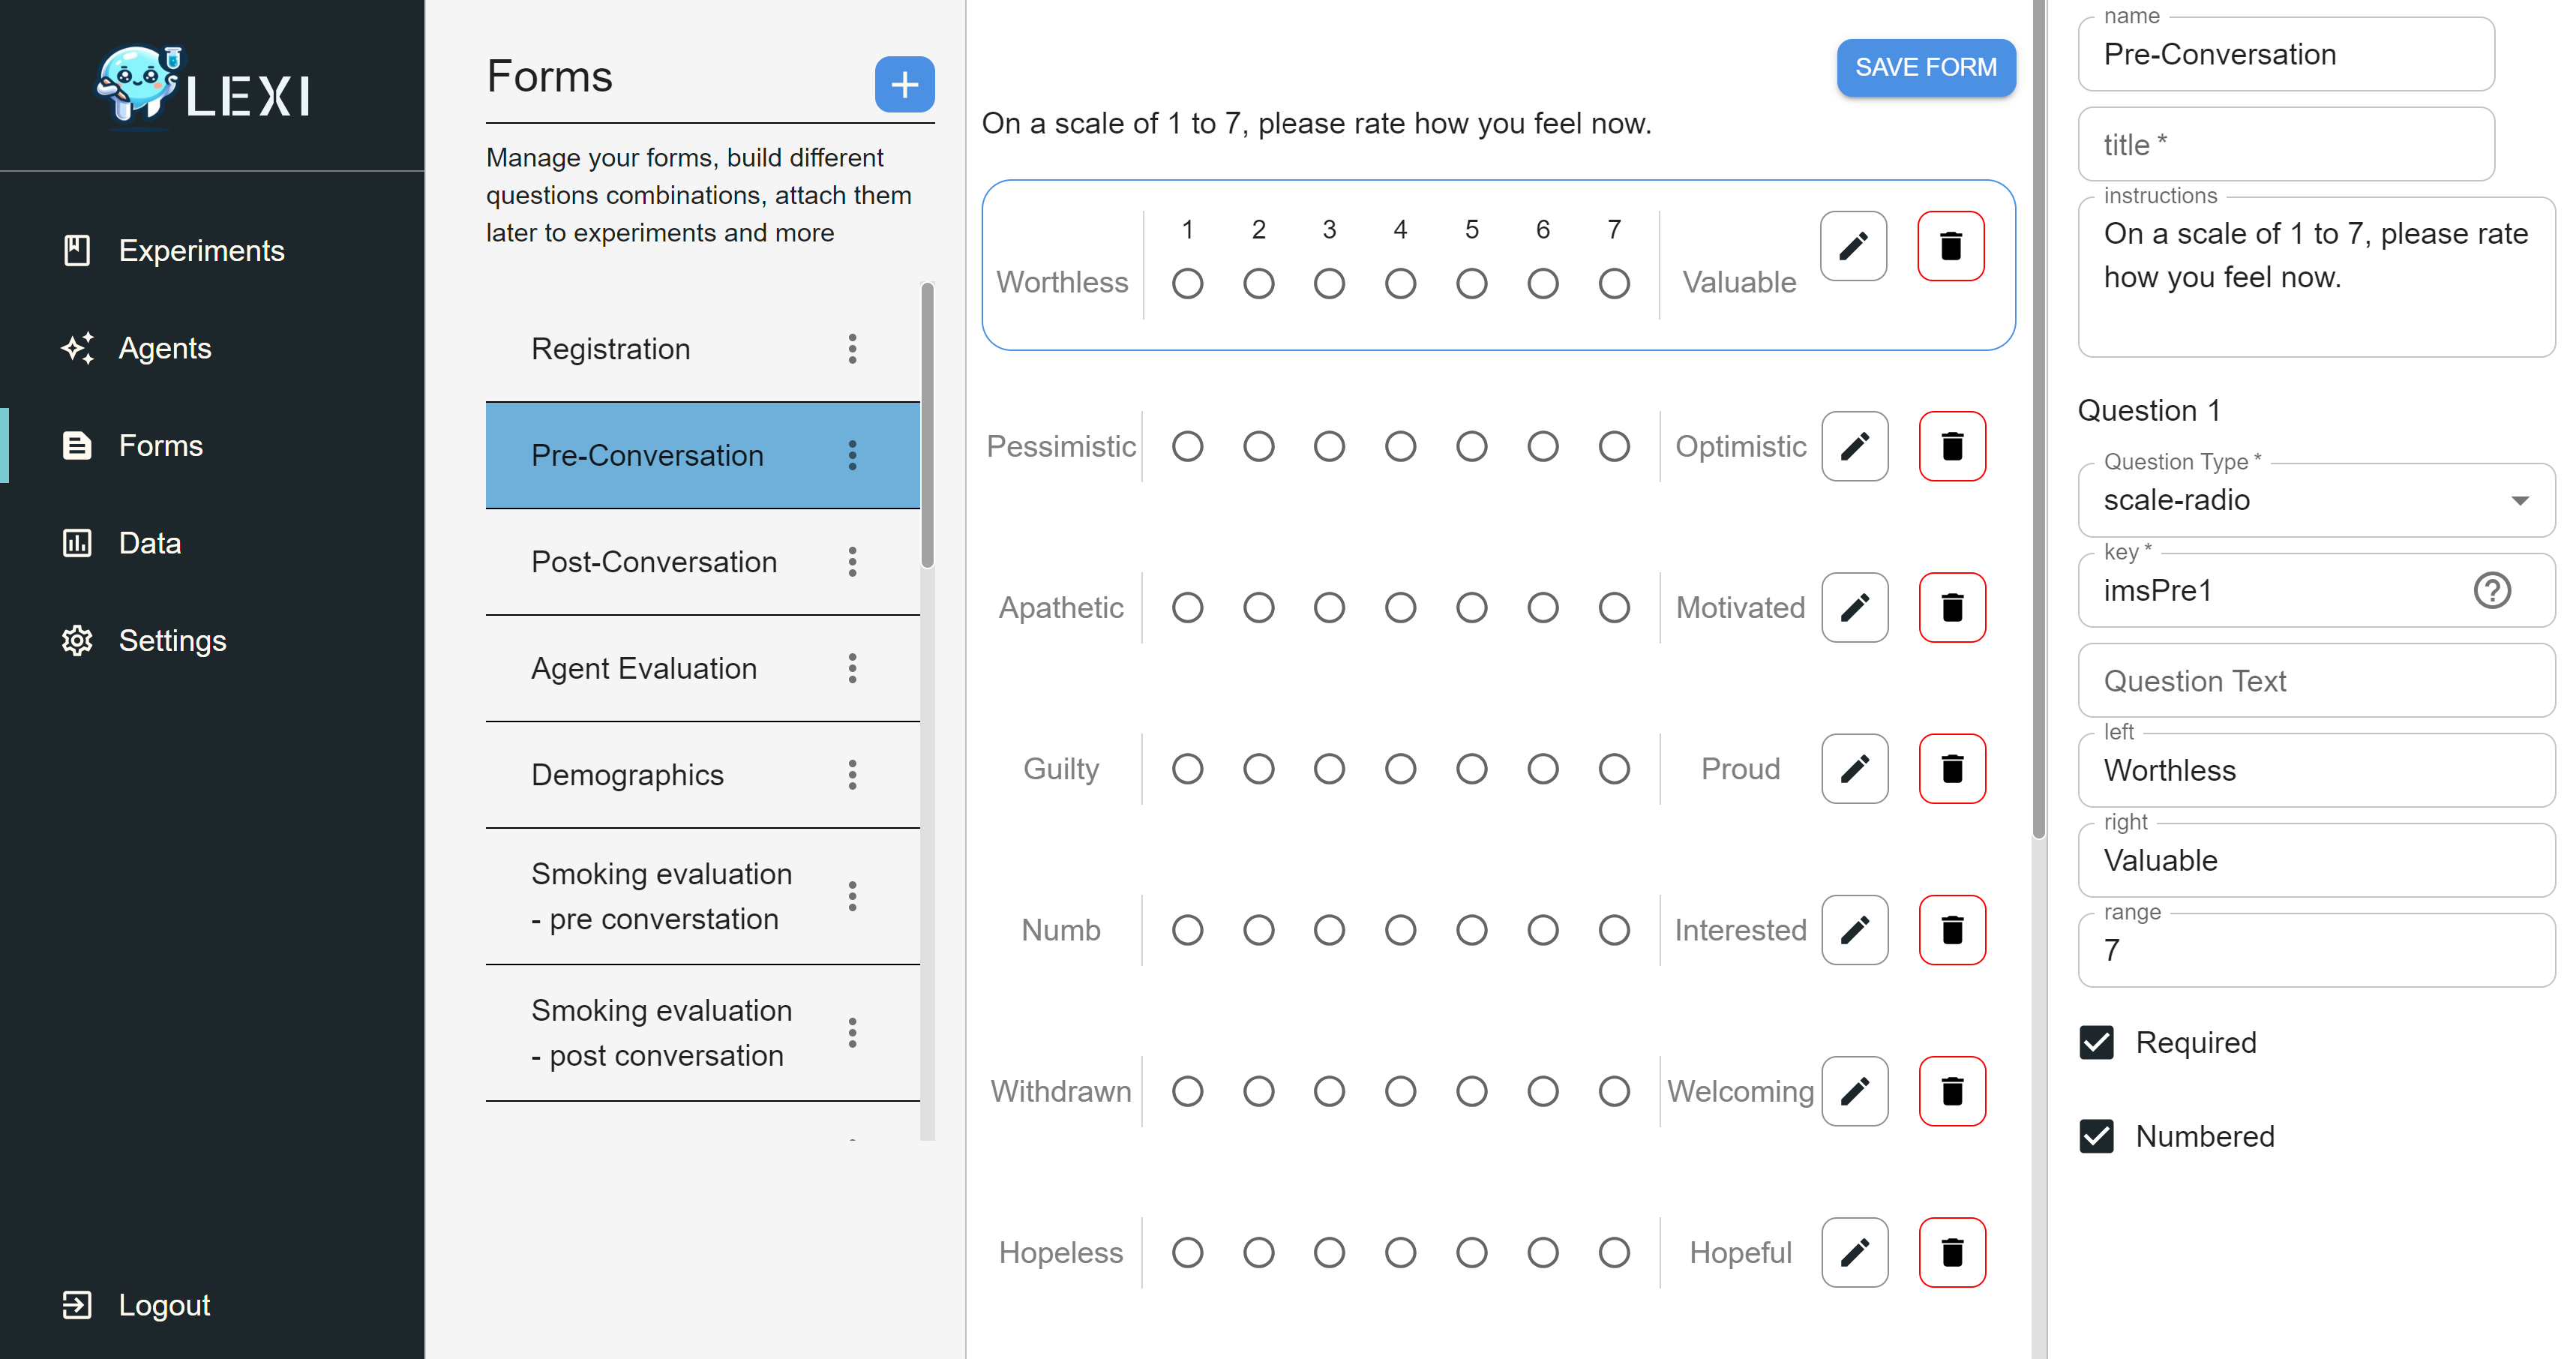 LEXI
Experiments
Agents
Forms
Data
Settings
Logout
Forms
Manage your forms, build different
questions combinations, attach them
later to experiments and more
Registration
Pre-Conversation
Post-Conversation
Agent Evaluation
Demographics
Smoking evaluation
- pre converstation
Smoking evaluation
- post conversation
SAVE FORM
On a scale of 1 to 7, please rate how you feel now.
1 2 3 4 5 6 7
Worthless Valuable
Pessimistic Optimistic
Apathetic Motivated
Guilty Proud
Numb Interested
Withdrawn Welcoming
Hopeless Hopeful
name
Pre-Conversation
title *
instructions
On a scale of 1 to 7, please rate
how you feel now.
Question 1
Question Type *
scale-radio
key *
imsPre1
Question Text
left
Worthless
right
Valuable
range
7
Required
Numbered